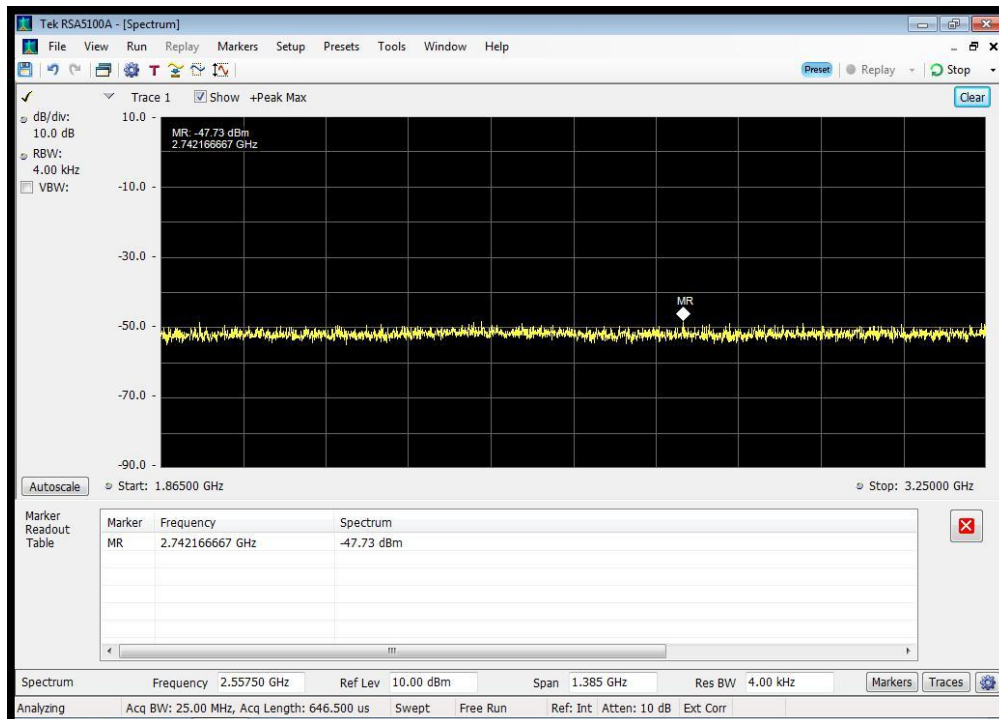 Tek RSA5100A - [Spectrum]
File View Run Replay Markers Setup Presets Tools Window Help
T Preset Replay Stop
Trace 1 Show +Peak Max Clear
dB/div:
10.0 dB
RBW:
4.00 kHz
VBW:
10.0
-10.0
-30.0
-50.0
-70.0
-90.0
MR: -47.73 dBm
2.742166667 GHz
MR
Autoscale Start: 1.86500 GHz Stop: 3.25000 GHz
Marker
Readout
Table
Marker Frequency Spectrum
MR 2.742166667 GHz -47.73 dBm
Spectrum Frequency 2.55750 GHz Ref Lev 10.00 dBm Span 1.385 GHz Res BW 4.00 kHz Markers Traces
Analyzing Acq BW: 25.00 MHz, Acq Length: 646.500 us Swept Free Run Ref: Int Atten: 10 dB Ext Corr